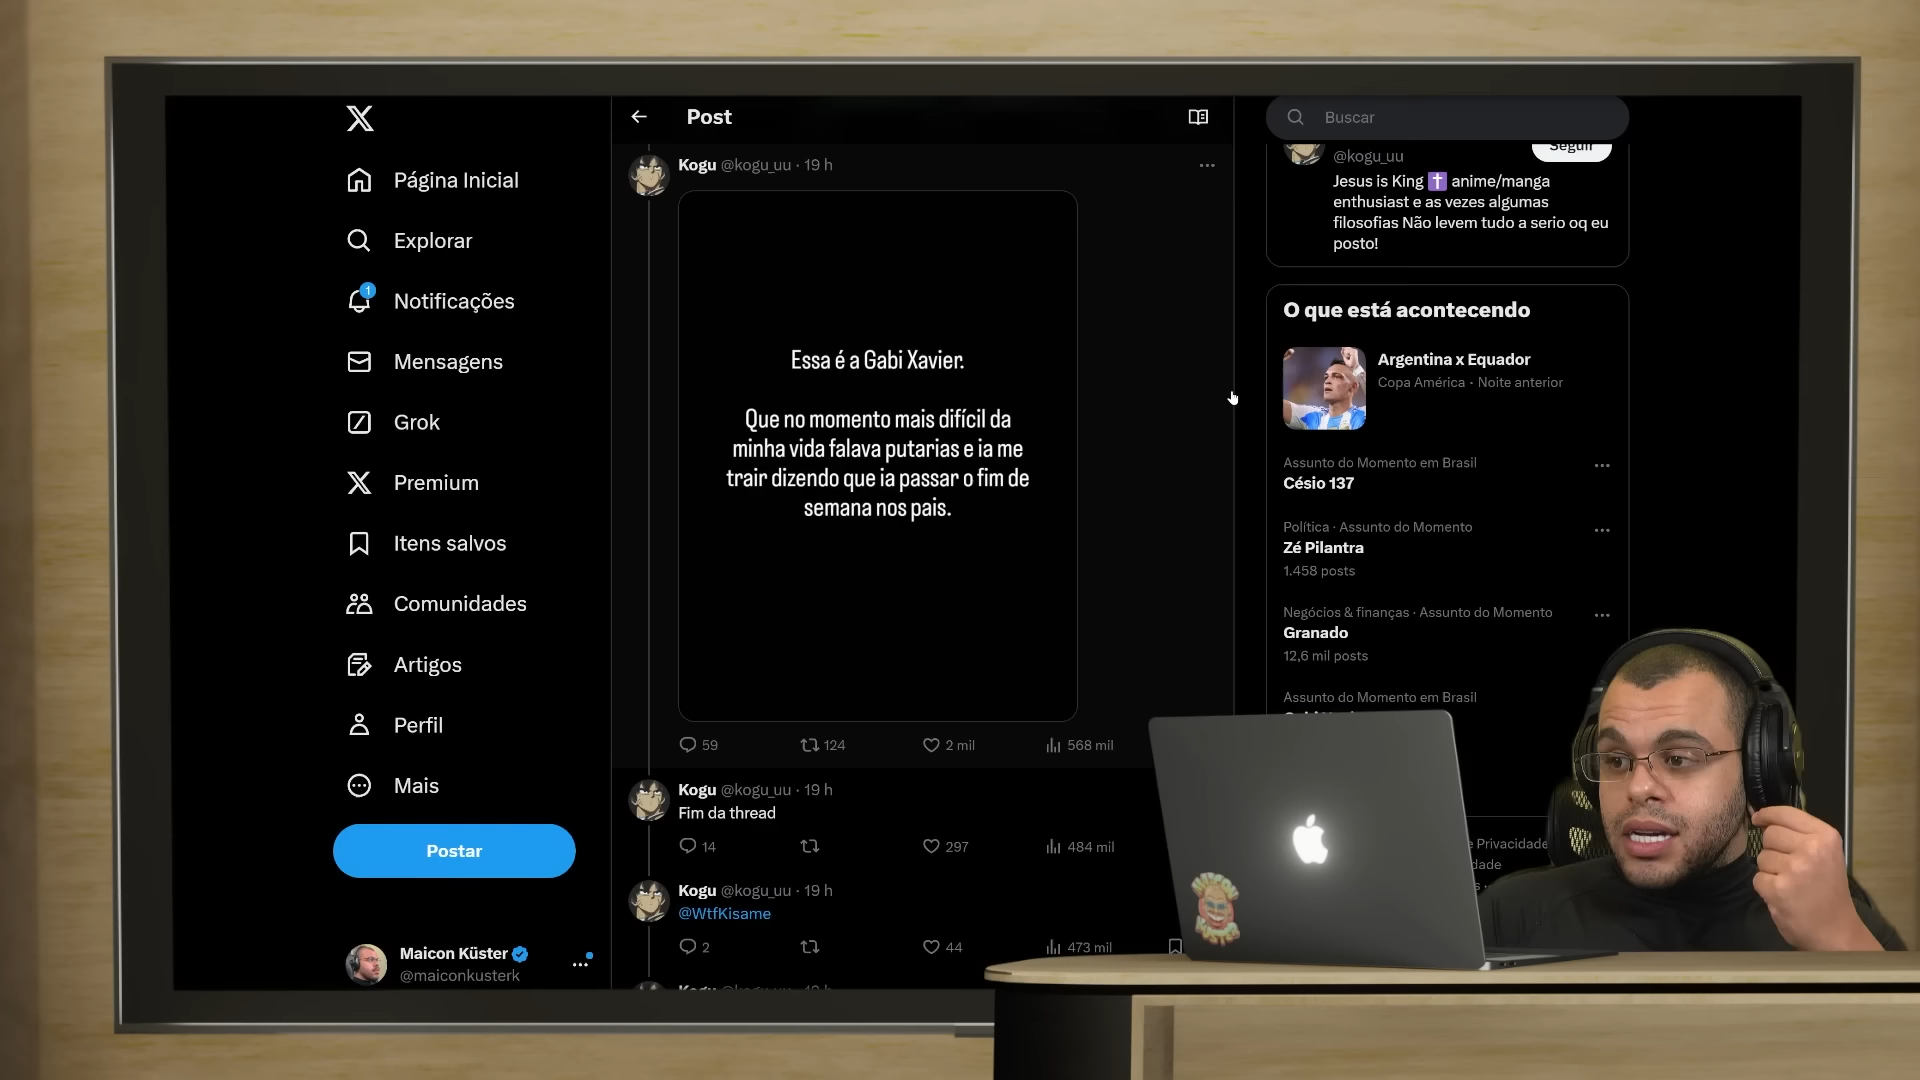 Página Inicial
Explorar
1
Notificações
Mensagens
Grok
Premium
Itens salvos
Comunidades
Artigos
Perfil
Mais
Postar
Maicon Küster
@maiconkusterk
Post
Kogu @kogu_uu · 19 h
Essa é a Gabi Xavier.
Que no momento mais difícil da
minha vida falava putarias e ia me
trair dizendo que ia passar o fim de
semana nos pais.
59 124 2 mil 568 mil
Kogu @kogu_uu · 19 h
Fim da thread
14 297 484 mil
Kogu @kogu_uu · 19 h
@WtfKisame
2 44 473 mil
Buscar
@kogu_uu
Seguir
Jesus is King ✝️ anime/manga
enthusiast e as vezes algumas
filosofias Não levem tudo a serio oq eu
posto!
O que está acontecendo
Argentina x Equador
Copa América · Noite anterior
Assunto do Momento em Brasil
Césio 137
Política · Assunto do Momento
Zé Pilantra
1.458 posts
Negócios & finanças · Assunto do Momento
Granado
12,6 mil posts
Assunto do Momento em Brasil
e Privacidade